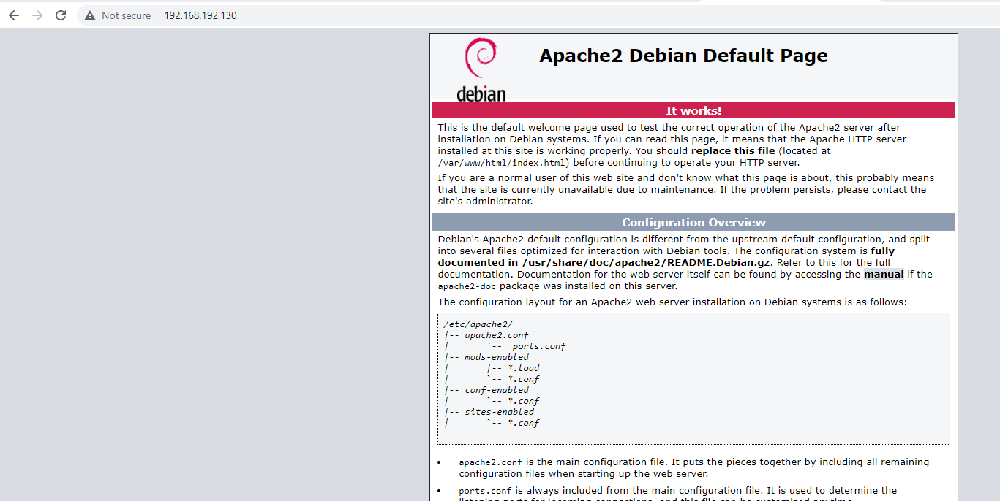 Not secure | 192.168.192.130
debian
Apache2 Debian Default Page
It works!
This is the default welcome page used to test the correct operation of the Apache2 server after
installation on Debian systems. If you can read this page, it means that the Apache HTTP server
installed at this site is working properly. You should replace this file (located at
/var/www/html/index.html) before continuing to operate your HTTP server.
If you are a normal user of this web site and don't know what this page is about, this probably means
that the site is currently unavailable due to maintenance. If the problem persists, please contact the
site's administrator.
Configuration Overview
Debian's Apache2 default configuration is different from the upstream default configuration, and split
into several files optimized for interaction with Debian tools. The configuration system is fully
documented in /usr/share/doc/apache2/README.Debian.gz. Refer to this for the full
documentation. Documentation for the web server itself can be found by accessing the manual if the
apache2-doc package was installed on this server.
The configuration layout for an Apache2 web server installation on Debian systems is as follows:
/etc/apache2/
|-- apache2.conf
|       `--  ports.conf
|-- mods-enabled
|       |-- *.load
|       `-- *.conf
|-- conf-enabled
|       `-- *.conf
|-- sites-enabled
|       `-- *.conf
• apache2.conf is the main configuration file. It puts the pieces together by including all remaining
configuration files when starting up the web server.
• ports.conf is always included from the main configuration file. It is used to determine the
listening ports for incoming connections, and this file can be customized anytime.